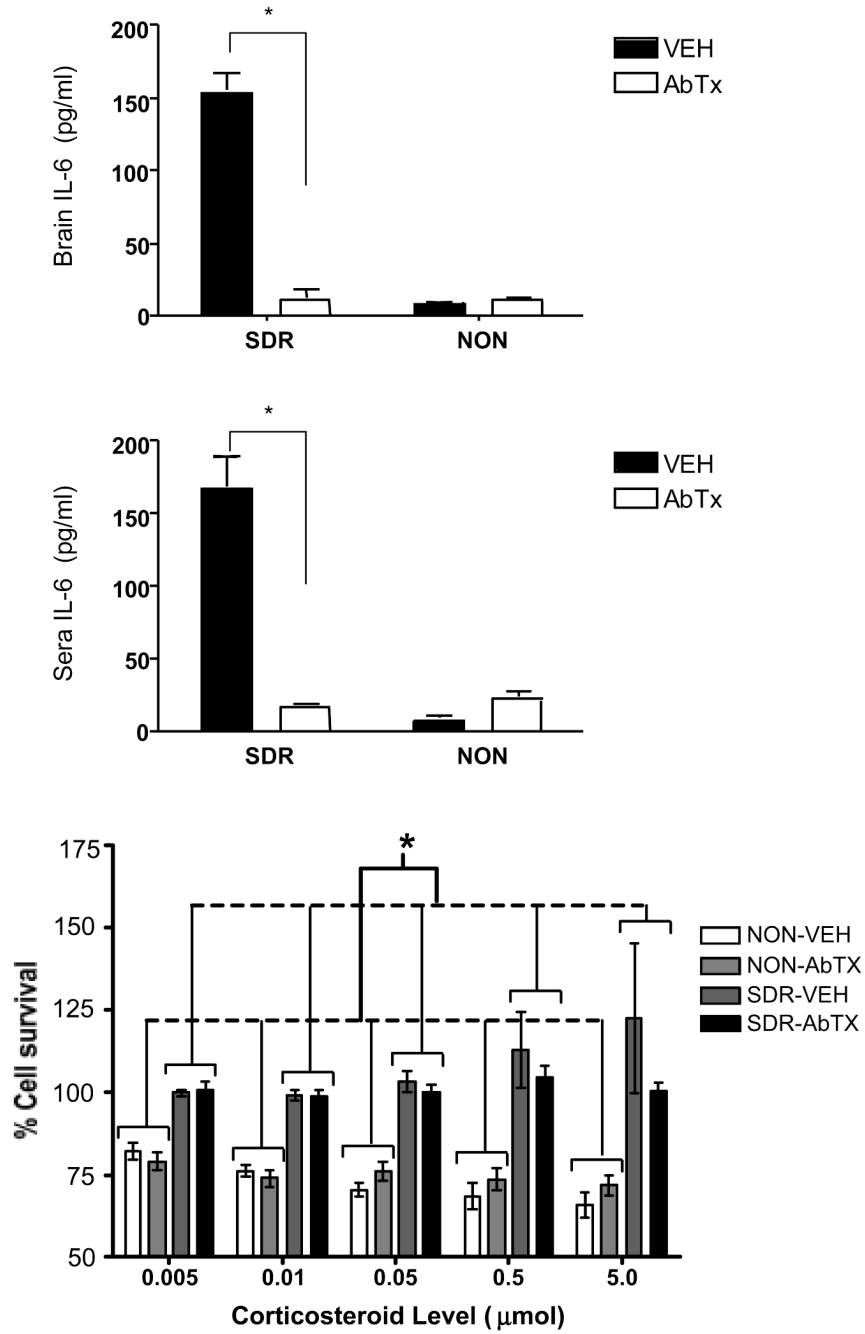 *
200
150
100
50
0
Brain IL-6 (pg/ml)
SDR
NON
VEH
AbTx
*
200
150
100
50
0
Sera IL-6 (pg/ml)
SDR
NON
VEH
AbTx
*
175
150
125
100
75
50
% Cell survival
0.005 0.01 0.05 0.5 5.0
Corticosteroid Level (μmol)
NON-VEH
NON-AbTX
SDR-VEH
SDR-AbTX